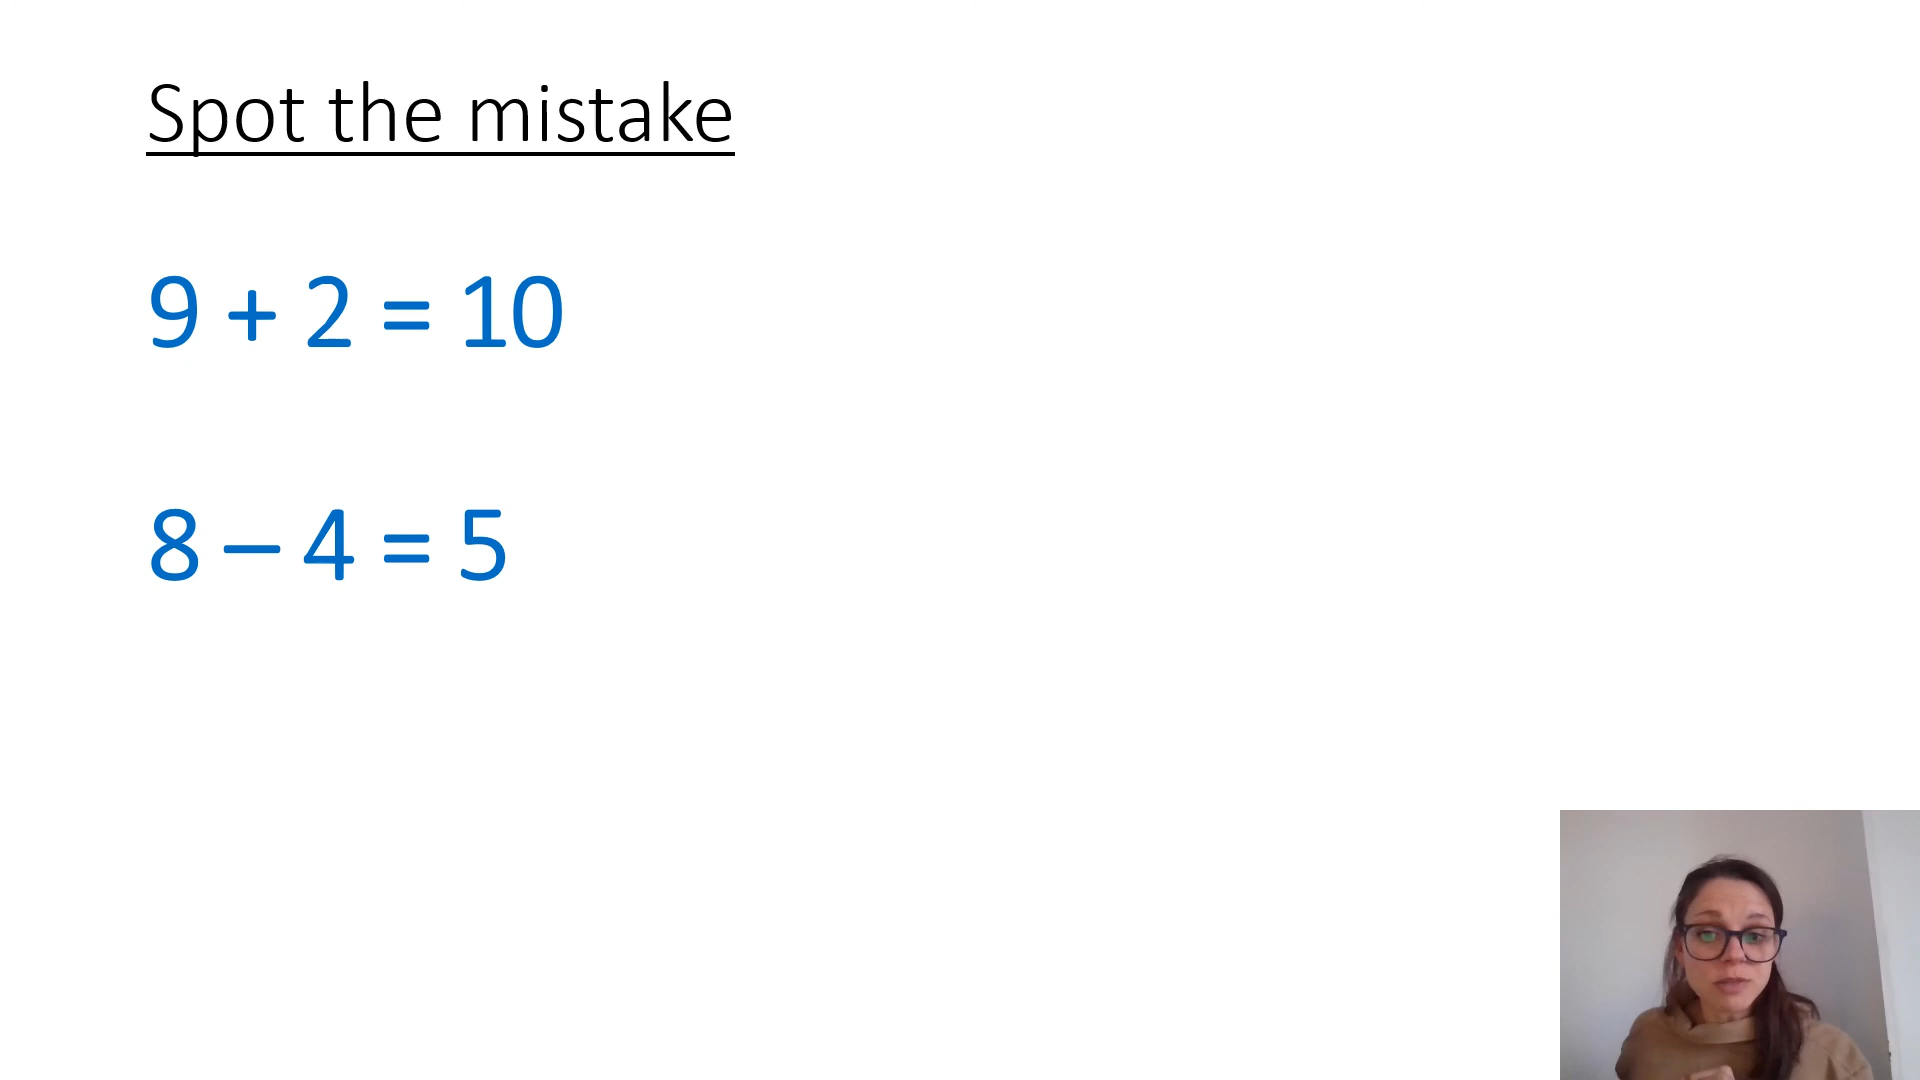 Spot the mistake
9 + 2 = 10
8 – 4 = 5